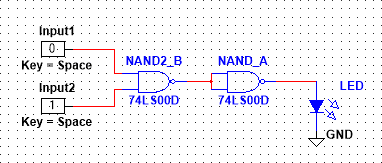 Input1
0
Key = Space
Input2
1
Key = Space
NAND2_B
74LS00D
NAND_A
74LS00D
LED
GND